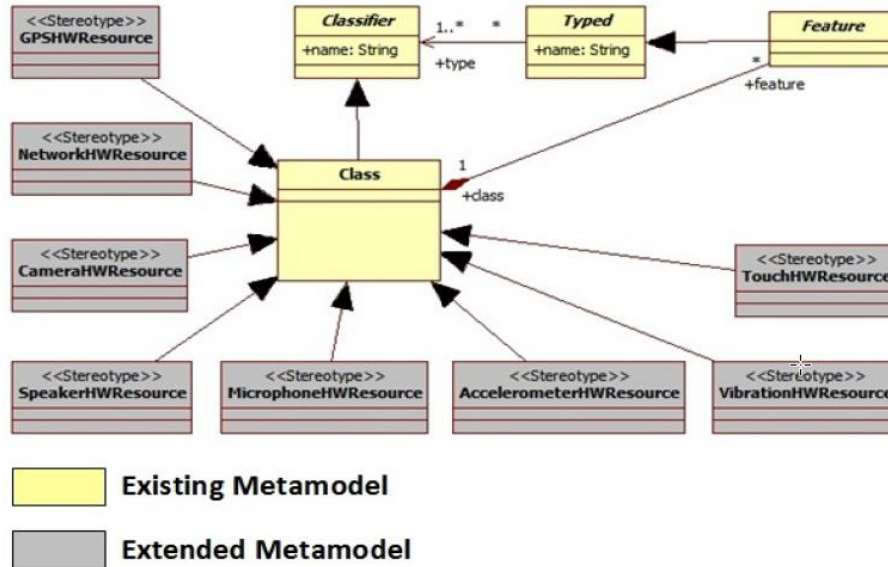 <<Stereotype>>
GPSHWResource
Classifier
+name: String
1..*
*
+type
Typed
+name: String
Feature
*
+feature
<<Stereotype>>
NetworkHWResource
Class
1
+class
<<Stereotype>>
CameraHWResource
<<Stereotype>>
TouchHWResource
<<Stereotype>>
SpeakerHWResource
<<Stereotype>>
MicrophoneHWResource
<<Stereotype>>
AccelerometerHWResource
<<Stereotype>>
VibrationHWResource
Existing Metamodel
Extended Metamodel